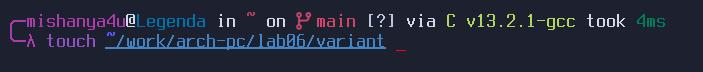 mishanya4u@Legenda in ~ on main [?] via C v13.2.1-gcc took 4ms
λ touch ~/work/arch-pc/lab06/variant _